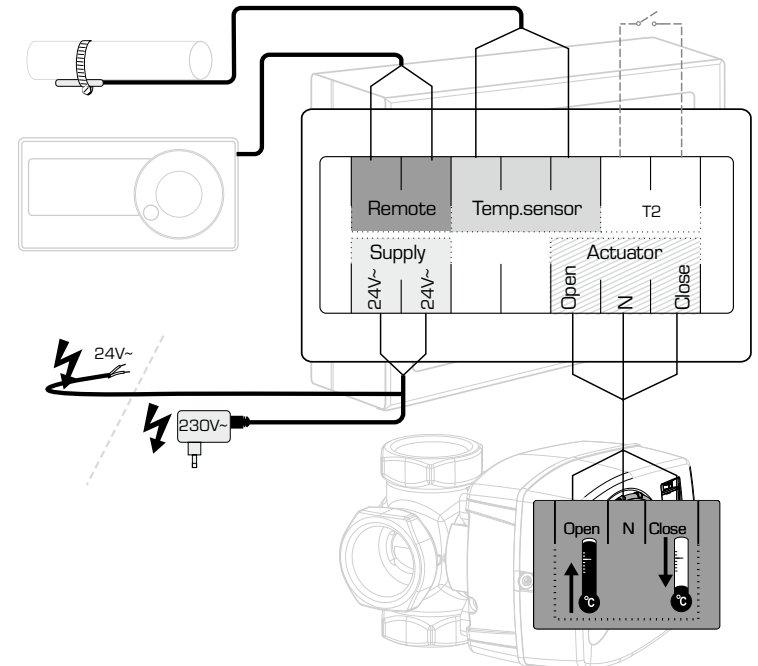 Remote Temp.sensor T2
Supply Actuator
24V~ 24V~ Open N Close
24V~
230V~
Open N Close
°C °C